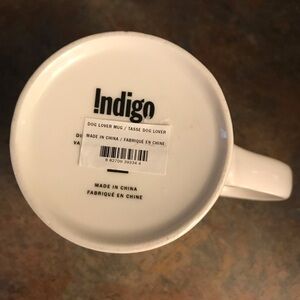 Indigo
DOG LOVER MUG / TASSE DOG LOVER
MADE IN CHINA / FABRIQUÉ EN CHINE
MADE IN CHINA
FABRIQUÉ EN CHINE